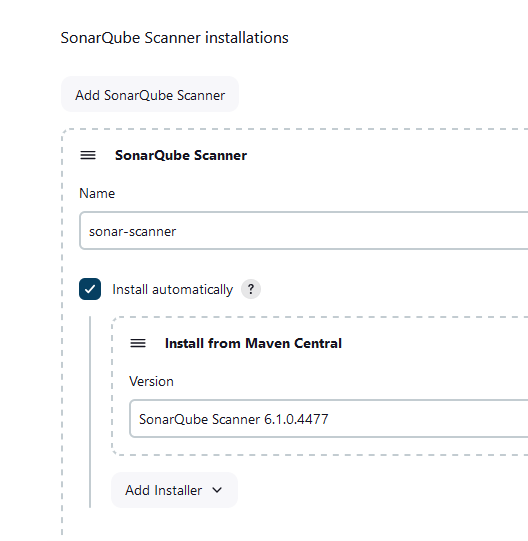 SonarQube Scanner installations
Add SonarQube Scanner
SonarQube Scanner
Name
sonar-scanner
Install automatically ?
Install from Maven Central
Version
SonarQube Scanner 6.1.0.4477
Add Installer